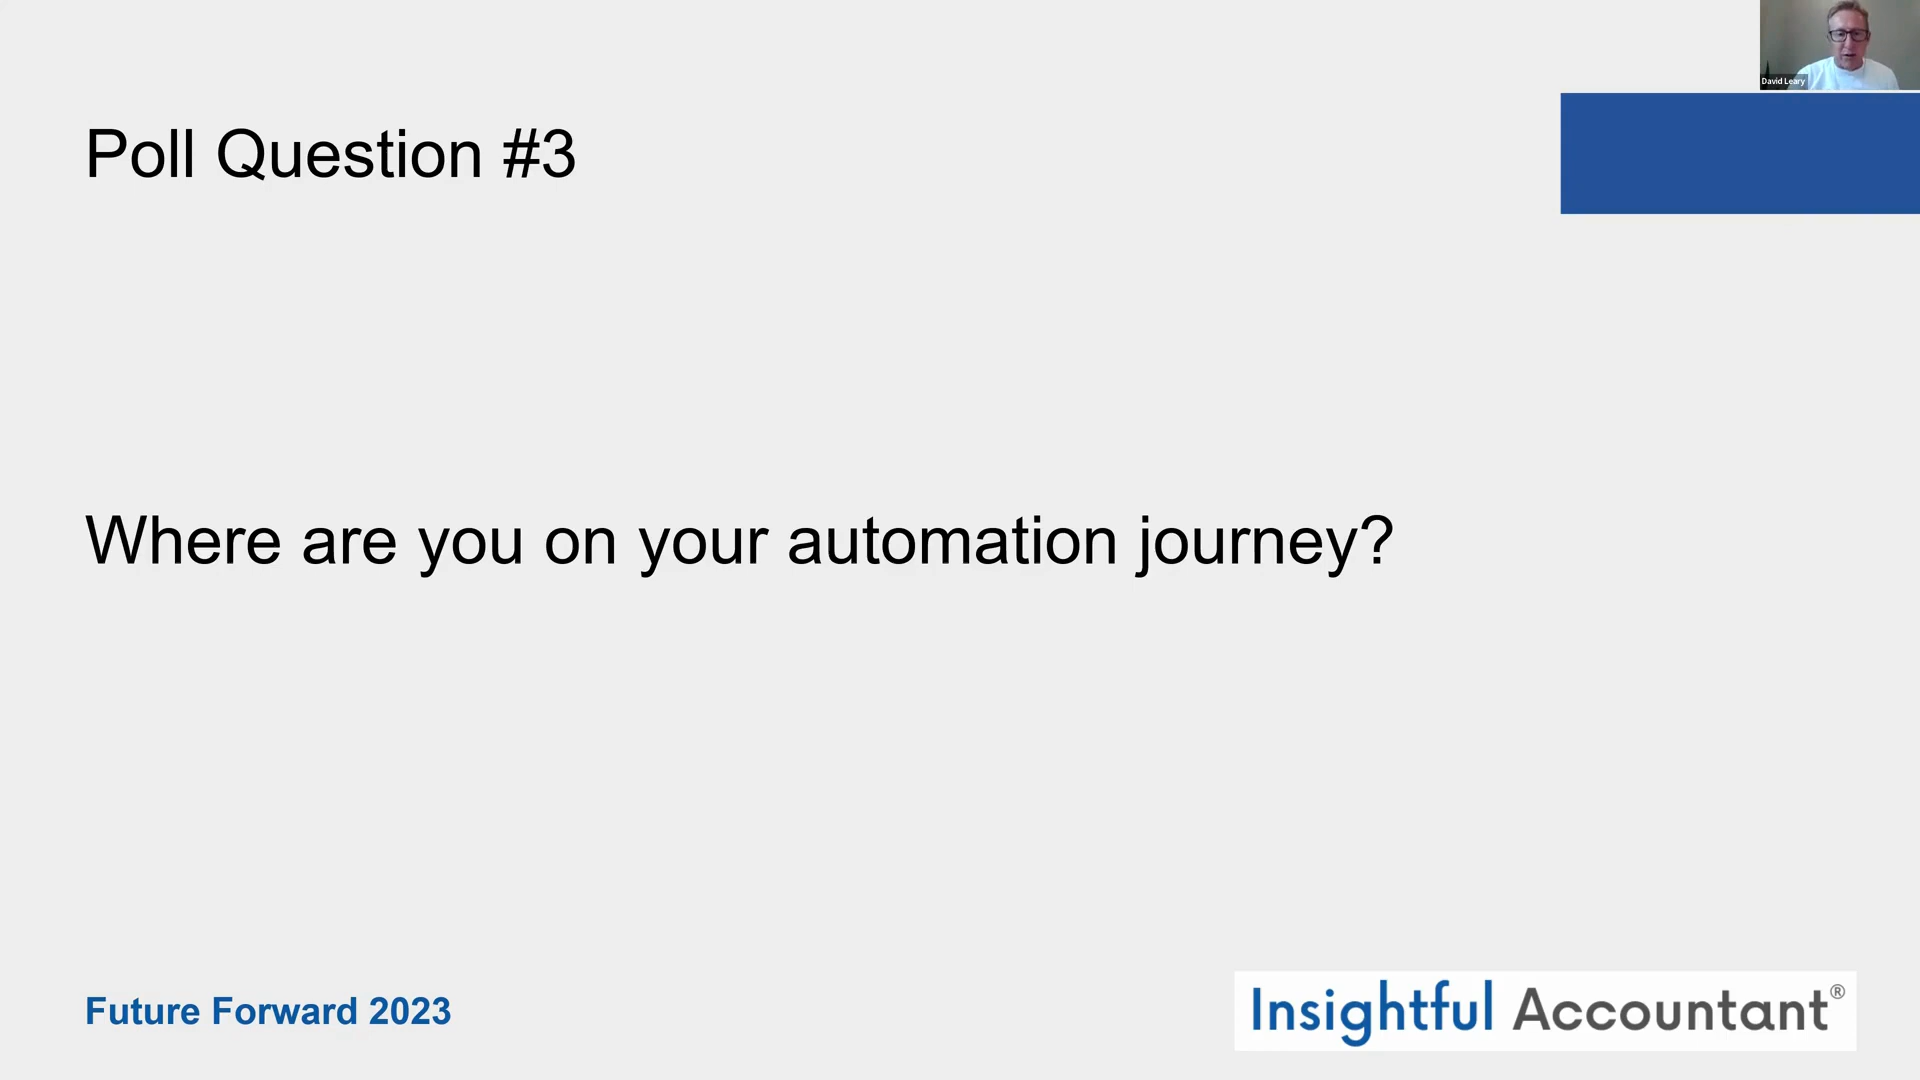 David Leary
Poll Question #3
Where are you on your automation journey?
Future Forward 2023
Insightful Accountant®